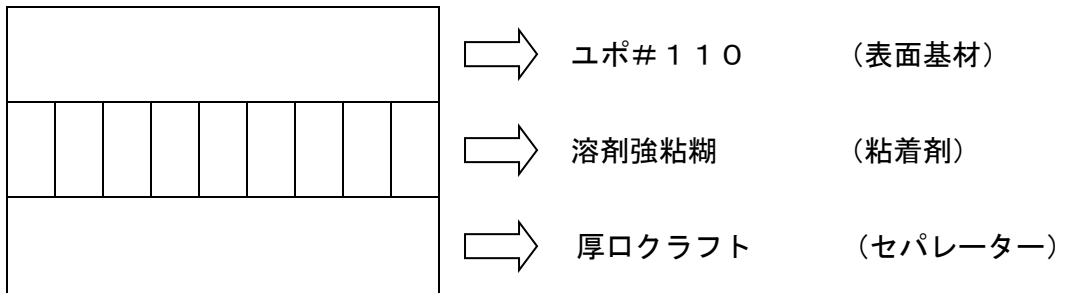 ユポ＃１１０ （表面基材）
溶剤強粘糊 （粘着剤）
厚口クラフト （セパレーター）